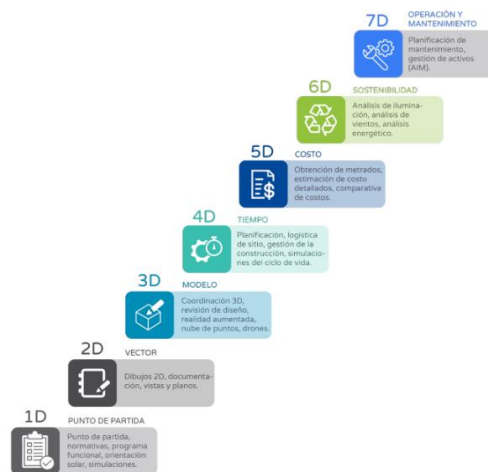 7D
OPERACIÓN Y
MANTENIMIENTO
Planificación de
mantenimiento,
gestión de activos
(AIM).
6D
SOSTENIBILIDAD
Análisis de ilumina-
ción, análisis de
vientos, análisis
energético.
5D
COSTO
Obtención de metrados,
estimación de costo
detallados, comparativa
de costos.
4D
TIEMPO
Planificación, logística
de sitio, gestión de la
construcción, simulacio-
nes del ciclo de vida.
3D
MODELO
Coordinación 3D,
revisión de diseño,
realidad aumentada,
nube de puntos, drones.
2D
VECTOR
Dibujos 2D, documenta-
ción, vistas y planos.
1D
PUNTO DE PARTIDA
Punto de partida,
normativas, programa
funcional, orientación
solar, simulaciones.